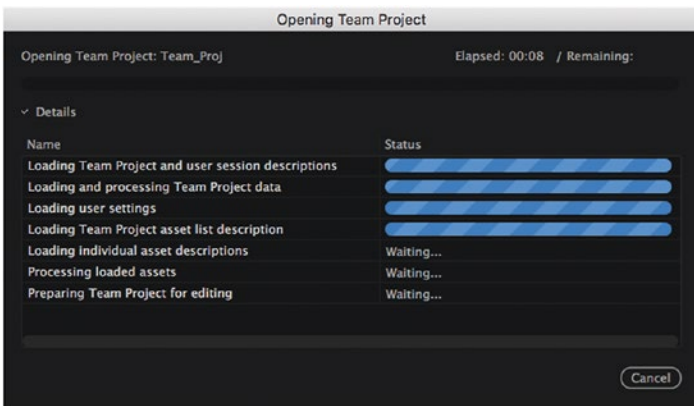 Opening Team Project
Opening Team Project: Team_Proj Elapsed: 00:08 / Remaining:
Details
Name Status
Loading Team Project and user session descriptions
Loading and processing Team Project data
Loading user settings
Loading Team Project asset list description
Loading individual asset descriptions Waiting...
Processing loaded assets Waiting...
Preparing Team Project for editing Waiting...
Cancel